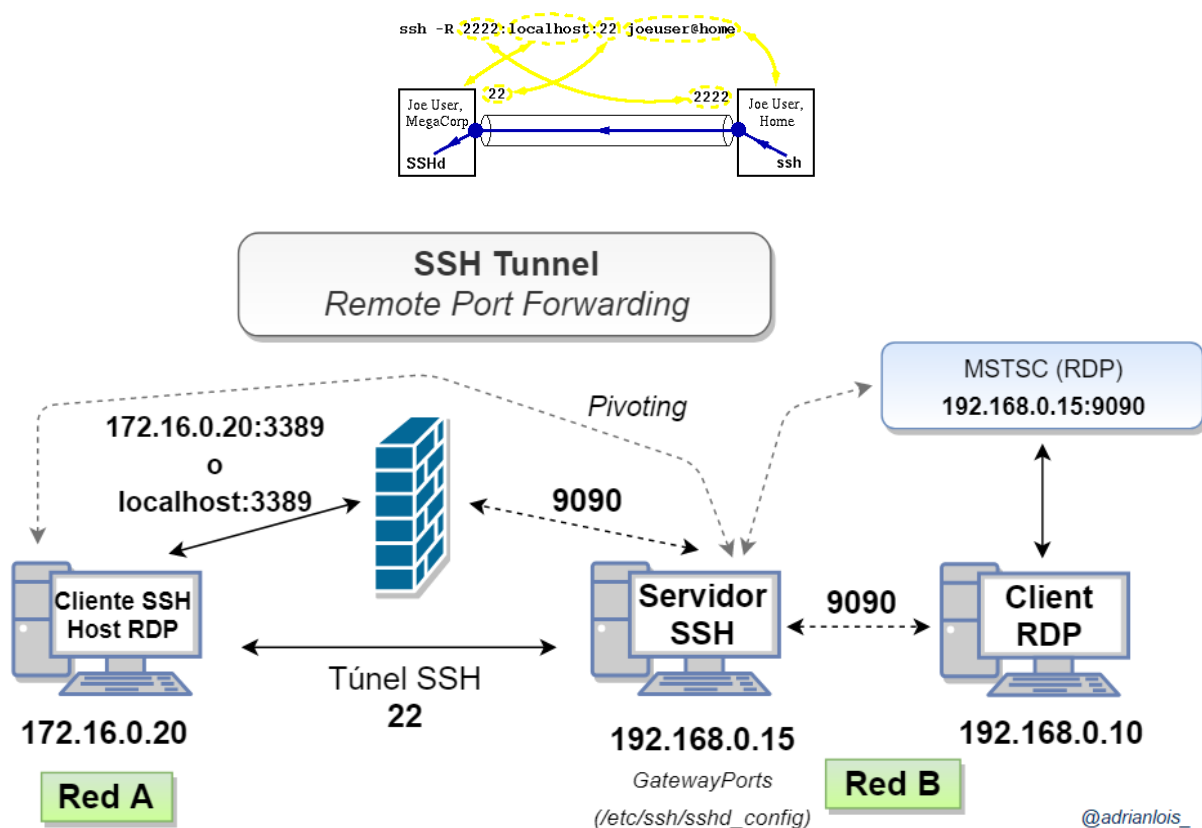 ssh -R 2222:localhost:22 joeuser@home
22
2222
Joe User,
MegaCorp
SSHd
Joe User,
Home
ssh
SSH Tunnel
Remote Port Forwarding
MSTSC (RDP)
192.168.0.15:9090
Pivoting
172.16.0.20:3389
o
localhost:3389
9090
Cliente SSH
Host RDP
Servidor
SSH
9090
Client
RDP
Túnel SSH
22
172.16.0.20
192.168.0.15
192.168.0.10
GatewayPorts
(/etc/ssh/sshd_config)
Red A
Red B
@adrianlois_